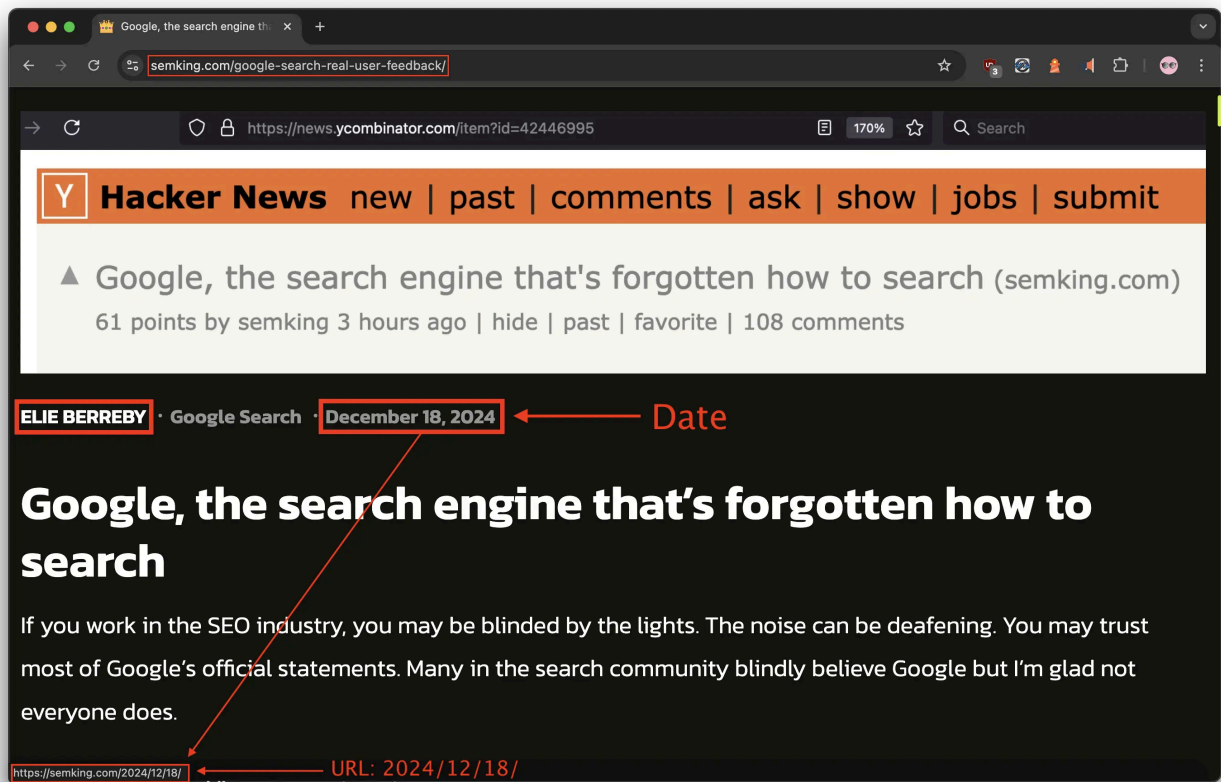 Google, the search engine th
semking.com/google-search-real-user-feedback/
3
https://news.ycombinator.com/item?id=42446995
170%
Search
Y Hacker News new | past | comments | ask | show | jobs | submit
▲ Google, the search engine that's forgotten how to search (semking.com)
61 points by semking 3 hours ago | hide | past | favorite | 108 comments
ELIE BERREBY · Google Search · December 18, 2024
Date
Google, the search engine that’s forgotten how to
search
If you work in the SEO industry, you may be blinded by the lights. The noise can be deafening. You may trust
most of Google’s official statements. Many in the search community blindly believe Google but I’m glad not
everyone does.
https://semking.com/2024/12/18/
URL: 2024/12/18/